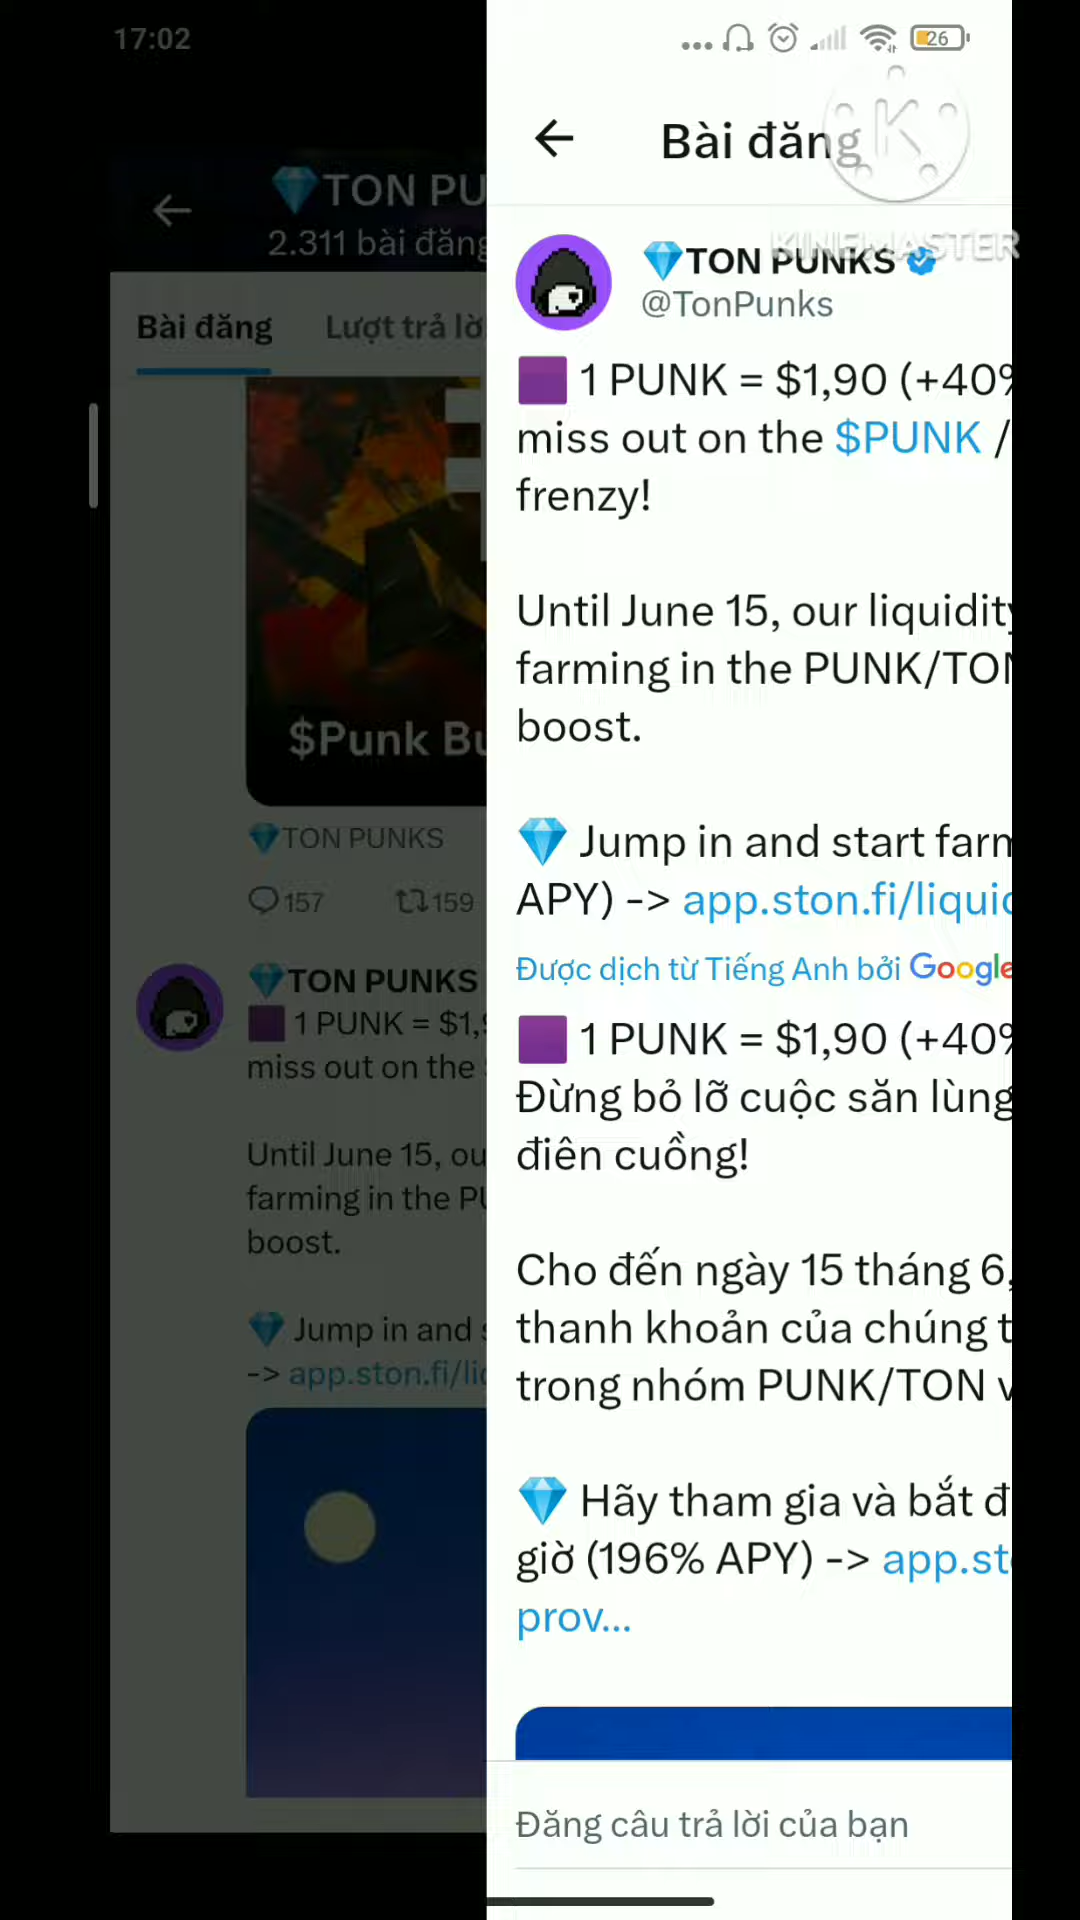 17:02
26
TON PU
2.311 bài đăng
Bài đăng
Lượt trả lờ
$Punk Bu
TON PUNKS
157
159
TON PUNKS
1 PUNK = $1,9
miss out on the
Until June 15, ou
farming in the PU
boost.
Jump in and s
-> app.ston.fi/lic
Bài đăng
K
KINEMASTER
TON PUNKS
@TonPunks
1 PUNK = $1,90 (+40%
miss out on the $PUNK /
frenzy!
Until June 15, our liquidity
farming in the PUNK/TON
boost.
Jump in and start farm
APY) -> app.ston.fi/liquid
Được dịch từ Tiếng Anh bởi Google
1 PUNK = $1,90 (+40%
Đừng bỏ lỡ cuộc săn lùng
điên cuồng!
Cho đến ngày 15 tháng 6,
thanh khoản của chúng t
trong nhóm PUNK/TON v
Hãy tham gia và bắt đ
giờ (196% APY) -> app.st
prov...
Đăng câu trả lời của bạn